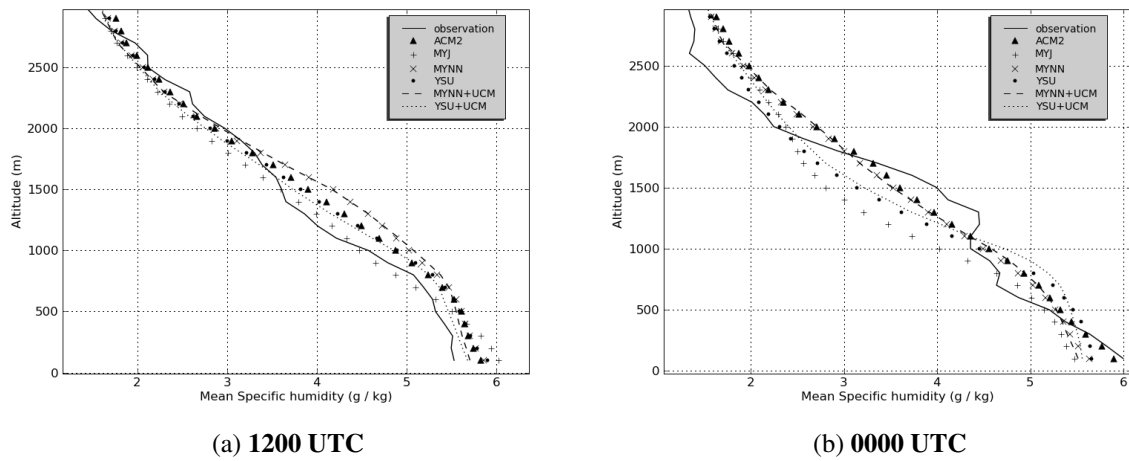 observation
ACM2
MYJ
MYNN
YSU
MYNN+UCM
YSU+UCM
2500
2000
1500
1000
500
0
Altitude (m)
2 3 4 5 6
Mean Specific humidity (g / kg)
(a) 1200 UTC
observation
ACM2
MYJ
MYNN
YSU
MYNN+UCM
YSU+UCM
2500
2000
1500
1000
500
0
Altitude (m)
2 3 4 5 6
Mean Specific humidity (g / kg)
(b) 0000 UTC